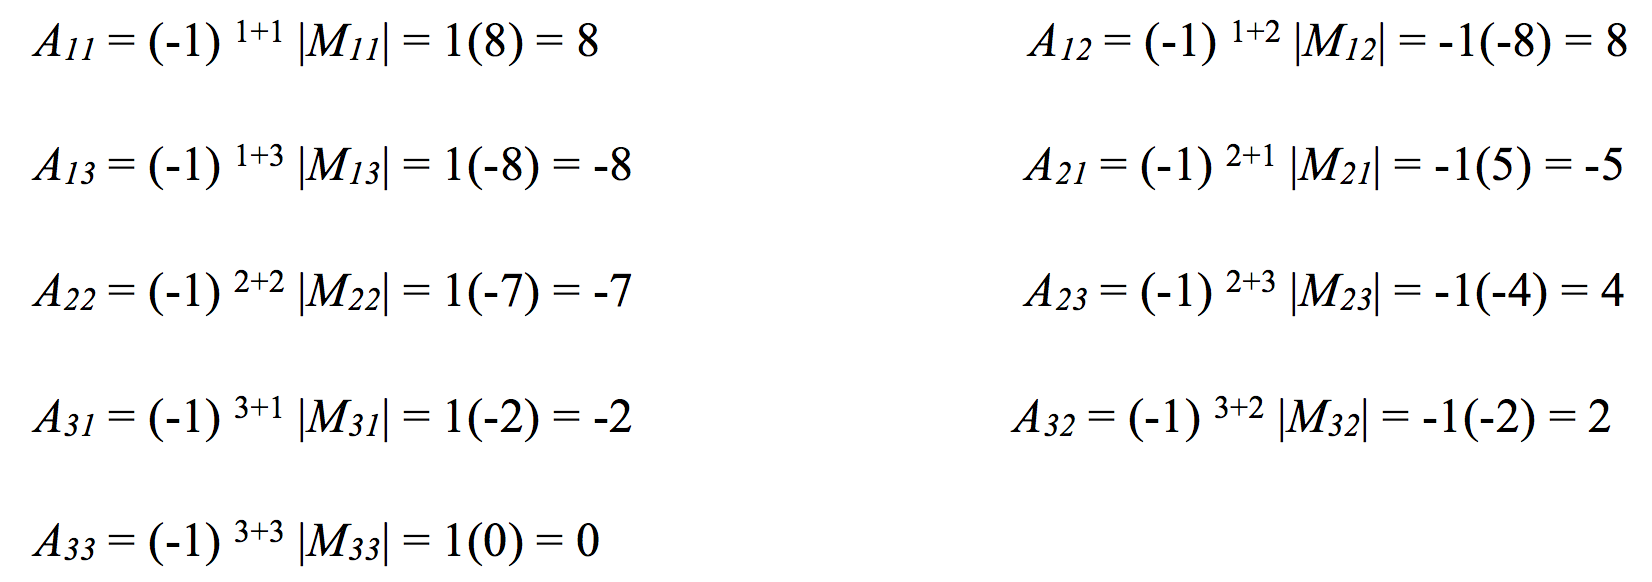 A11 = (-1) 1+1 |M11| = 1(8) = 8
A12 = (-1) 1+2 |M12| = -1(-8) = 8
A13 = (-1) 1+3 |M13| = 1(-8) = -8
A21 = (-1) 2+1 |M21| = -1(5) = -5
A22 = (-1) 2+2 |M22| = 1(-7) = -7
A23 = (-1) 2+3 |M23| = -1(-4) = 4
A31 = (-1) 3+1 |M31| = 1(-2) = -2
A32 = (-1) 3+2 |M32| = -1(-2) = 2
A33 = (-1) 3+3 |M33| = 1(0) = 0